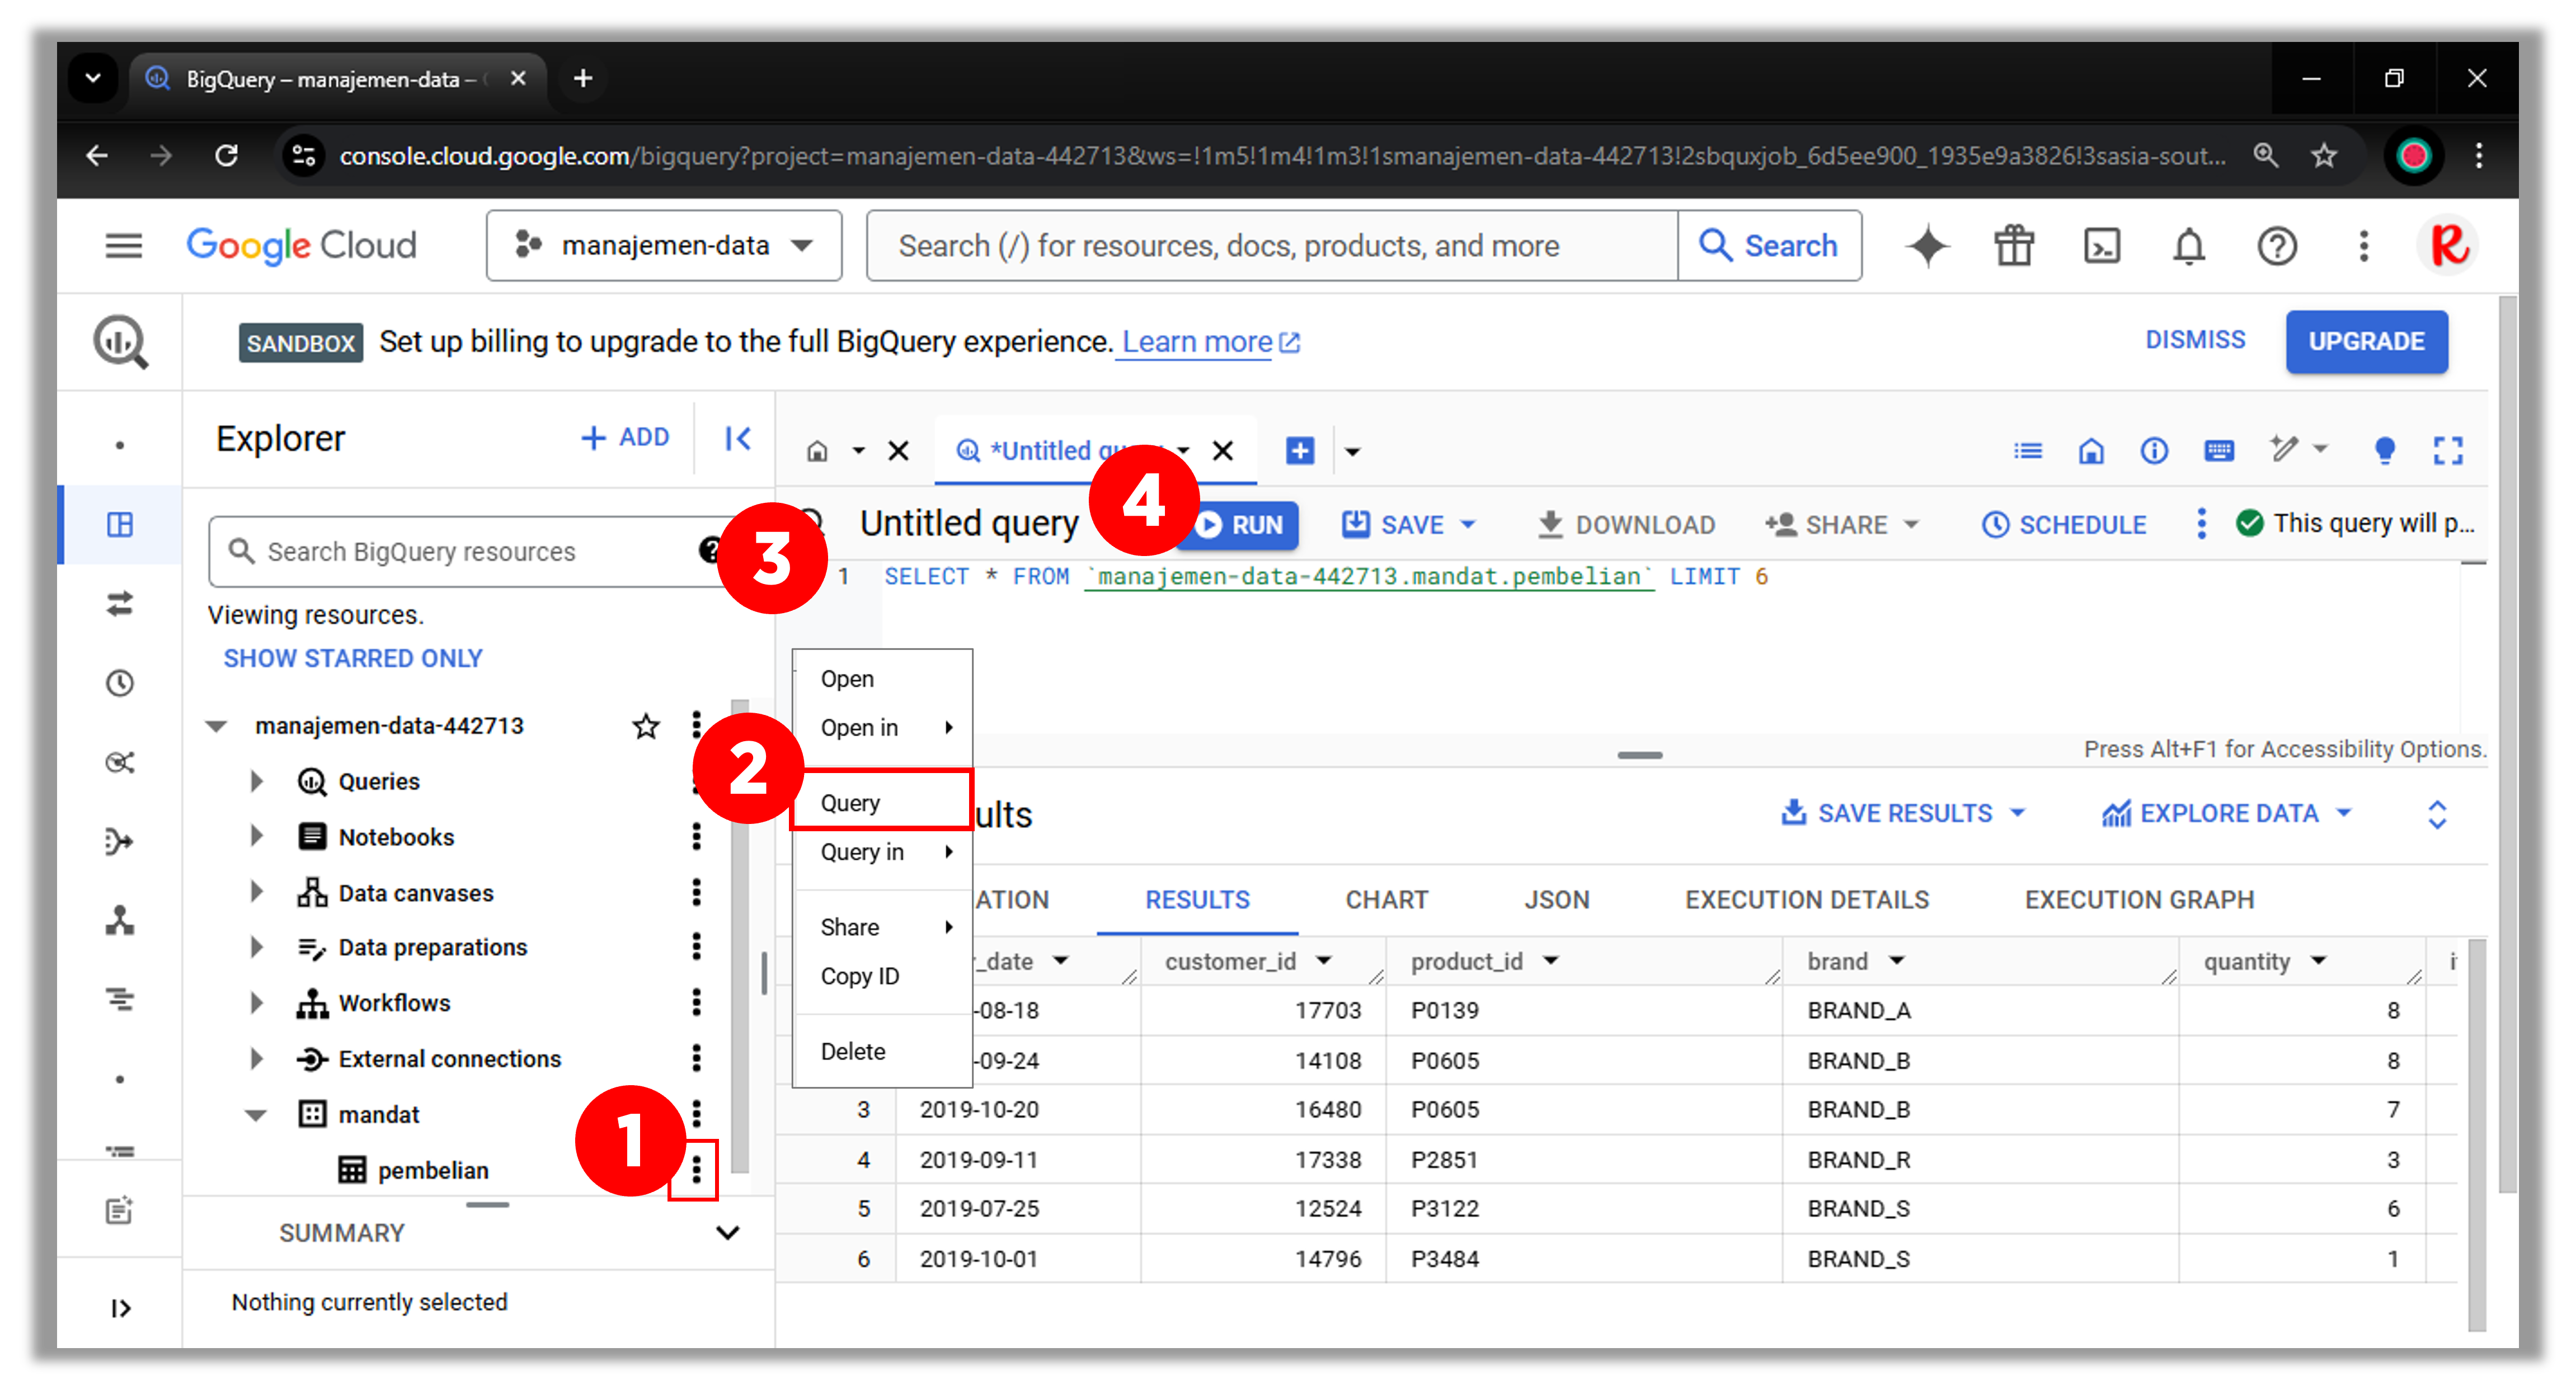 BigQuery – manajemen-data –
console.cloud.google.com/bigquery?project=manajemen-data-442713&ws=!1m5!1m4!1m3!1smanajemen-data-442713!2sbquxjob_6d5ee900_1935e9a3826!3sasia-sout...
Google Cloud
manajemen-data
Search (/) for resources, docs, products, and more
Search
R
SANDBOX Set up billing to upgrade to the full BigQuery experience. Learn more
DISMISS
UPGRADE
Explorer
+ ADD
*Untitled
Search BigQuery resources
Viewing resources.
SHOW STARRED ONLY
manajemen-data-442713
Queries
Notebooks
Data canvases
Data preparations
Workflows
External connections
mandat
pembelian
1
2
3
4
SUMMARY
Nothing currently selected
Untitled query
RUN
SAVE
DOWNLOAD
SHARE
SCHEDULE
This query will p...
1 SELECT * FROM `manajemen-data-442713.mandat.pembelian` LIMIT 6
Press Alt+F1 for Accessibility Options.
Open
Open in
Query
Query in
Share
Copy ID
Delete
ults
SAVE RESULTS
EXPLORE DATA
ATION RESULTS CHART JSON EXECUTION DETAILS EXECUTION GRAPH
_date customer_id product_id brand quantity
-08-18 17703 P0139 BRAND_A 8
-09-24 14108 P0605 BRAND_B 8
3 2019-10-20 16480 P0605 BRAND_B 7
4 2019-09-11 17338 P2851 BRAND_R 3
5 2019-07-25 12524 P3122 BRAND_S 6
6 2019-10-01 14796 P3484 BRAND_S 1